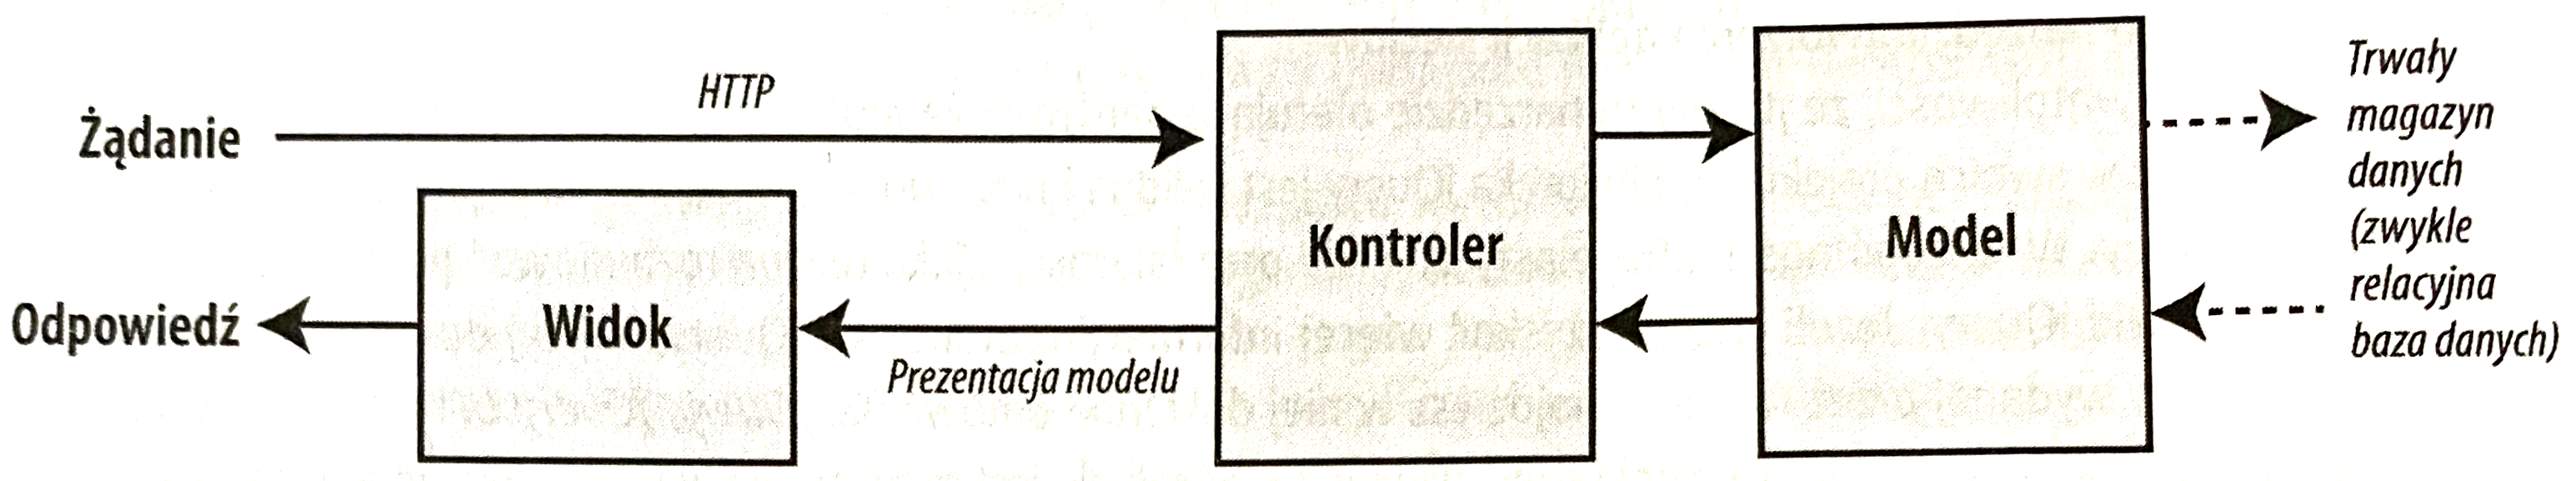 HTTP
Żądanie
Kontroler
Model
Trwały
magazyn
danych
(zwykle
relacyjna
baza danych)
Odpowiedź
Widok
Prezentacja modelu